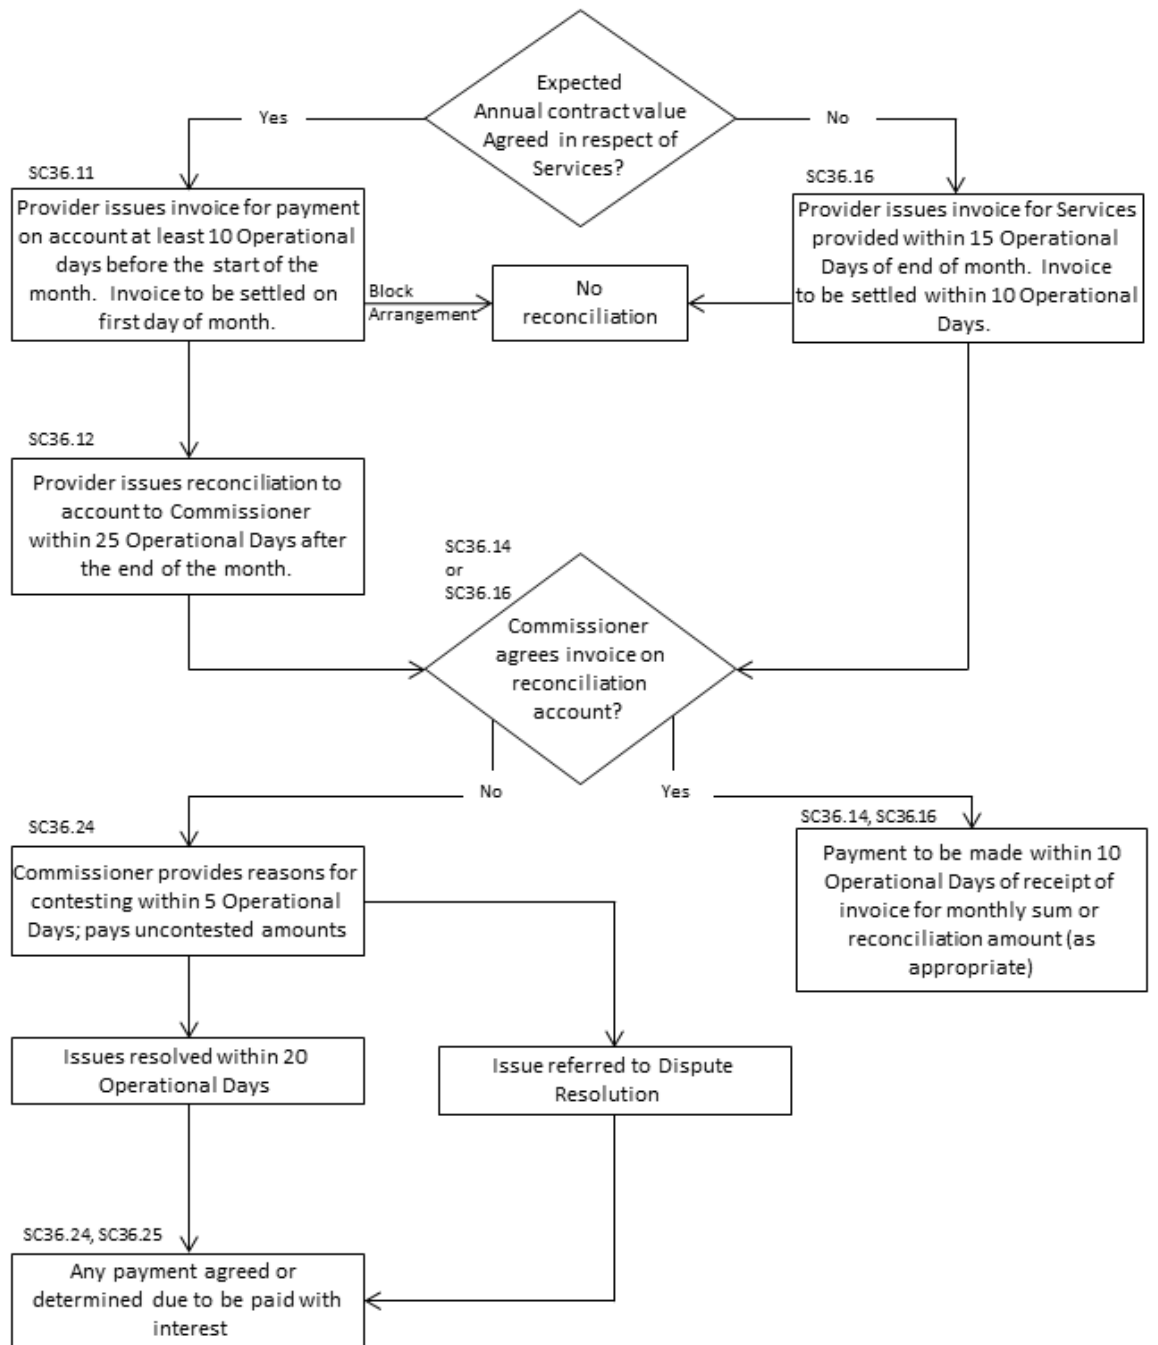 Expected
Annual contract value
Agreed in respect of
Services?
Yes
No
SC36.11
Provider issues invoice for payment
on account at least 10 Operational
days before the start of the
month. Invoice to be settled on
first day of month.
Block
Arrangement
No
reconciliation
SC36.16
Provider issues invoice for Services
provided within 15 Operational
Days of end of month. Invoice
to be settled within 10 Operational
Days.
SC36.12
Provider issues reconciliation to
account to Commissioner
within 25 Operational Days after
the end of the month.
SC36.14
or
SC36.16
Commissioner
agrees invoice on
reconciliation
account?
No
Yes
SC36.24
Commissioner provides reasons for
contesting within 5 Operational
Days; pays uncontested amounts
SC36.14, SC36.16
Payment to be made within 10
Operational Days of receipt of
invoice for monthly sum or
reconciliation amount (as
appropriate)
Issues resolved within 20
Operational Days
Issue referred to Dispute
Resolution
SC36.24, SC36.25
Any payment agreed or
determined due to be paid with
interest